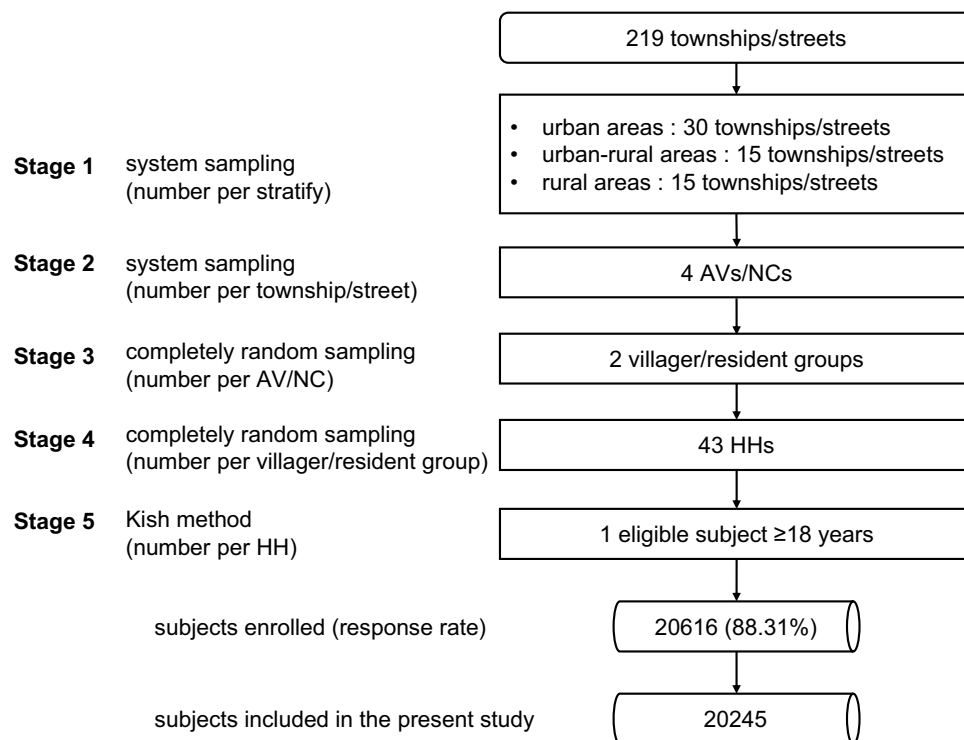 219 townships/streets
Stage 1
system sampling
(number per stratify)
• urban areas : 30 townships/streets
• urban-rural areas : 15 townships/streets
• rural areas : 15 townships/streets
Stage 2
system sampling
(number per township/street)
4 AVs/NCs
Stage 3
completely random sampling
(number per AV/NC)
2 villager/resident groups
Stage 4
completely random sampling
(number per villager/resident group)
43 HHs
Stage 5
Kish method
(number per HH)
1 eligible subject ≥18 years
subjects enrolled (response rate)
20616 (88.31%)
subjects included in the present study
20245